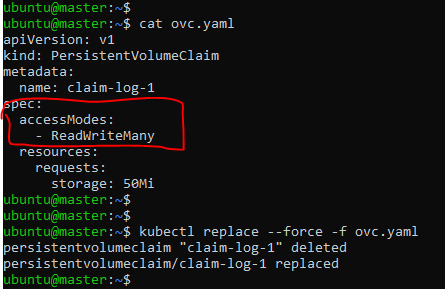 ubuntu@master:~$
ubuntu@master:~$ cat ovc.yaml
apiVersion: v1
kind: PersistentVolumeClaim
metadata:
  name: claim-log-1
spec:
  accessModes:
    - ReadWriteMany
  resources:
    requests:
      storage: 50Mi
ubuntu@master:~$
ubuntu@master:~$
ubuntu@master:~$ kubectl replace --force -f ovc.yaml
persistentvolumeclaim "claim-log-1" deleted
persistentvolumeclaim/claim-log-1 replaced
ubuntu@master:~$